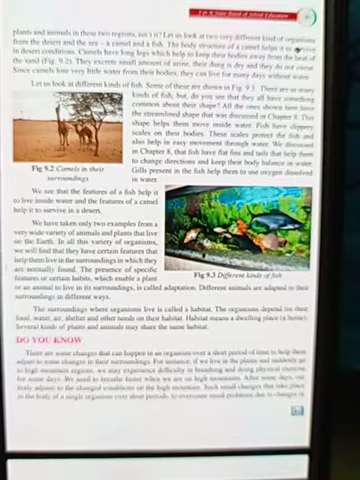 J & K State Board of School Education
plants and animals in these two regions, isn't it? Let us look at two very different kind of organisms
from the desert and the sea – a camel and a fish. The body structure of a camel helps it to survive
in desert conditions. Camels have long legs which help to keep their bodies away from the heat of
the sand (Fig. 9.2). They excrete small amount of urine, their dung is dry and they do not sweat.
Since camels lose very little water from their bodies, they can live for many days without water.
Let us look at different kinds of fish. Some of these are shown in Fig. 9.3. There are so many
kinds of fish, but, do you see that they all have something
common about their shape? All the ones shown here have
the streamlined shape that was discussed in Chapter 8. This
shape helps them move inside water. Fish have slippery
scales on their bodies. These scales protect the fish and
also help in easy movement through water. We discussed
in Chapter 8, that fish have flat fins and tails that help them
to change directions and keep their body balance in water.
Gills present in the fish help them to use oxygen dissolved
in water.
Fig 9.2 Camels in their
surroundings
We see that the features of a fish help it
to live inside water and the features of a camel
help it to survive in a desert.
We have taken only two examples from a
very wide variety of animals and plants that live
on the Earth. In all this variety of organisms,
we will find that they have certain features that
help them live in the surroundings in which they
are normally found. The presence of specific
features or certain habits, which enable a plant
or an animal to live in its surroundings, is called adaptation. Different animals are adapted to their
surroundings in different ways.
Fig 9.3 Different kinds of fish
The surroundings where organisms live is called a habitat. The organisms depend for their
food, water, air, shelter and other needs on their habitat. Habitat means a dwelling place (a home).
Several kinds of plants and animals may share the same habitat.
DO YOU KNOW
There are some changes that can happen in an organism over a short period of time to help them
adjust to some changes in their surroundings. For instance, if we live in the plains and suddenly go
to high mountain regions, we may experience difficulty in breathing and doing physical exercise
for some days. We need to breathe faster when we are on high mountains. After some days, our
body adjusts to the changed conditions on the high mountain. Such small changes that take place
in the body of a single organism over short periods, to overcome small problems due to changes in